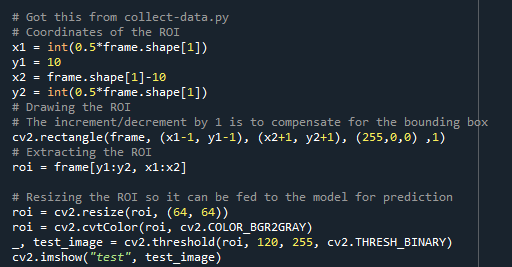 # Got this from collect-data.py
# Coordinates of the ROI
x1 = int(0.5*frame.shape[1])
y1 = 10
x2 = frame.shape[1]-10
y2 = int(0.5*frame.shape[1])
# Drawing the ROI
# The increment/decrement by 1 is to compensate for the bounding box
cv2.rectangle(frame, (x1-1, y1-1), (x2+1, y2+1), (255,0,0) ,1)
# Extracting the ROI
roi = frame[y1:y2, x1:x2]
# Resizing the ROI so it can be fed to the model for prediction
roi = cv2.resize(roi, (64, 64))
roi = cv2.cvtColor(roi, cv2.COLOR_BGR2GRAY)
_, test_image = cv2.threshold(roi, 120, 255, cv2.THRESH_BINARY)
cv2.imshow("test", test_image)